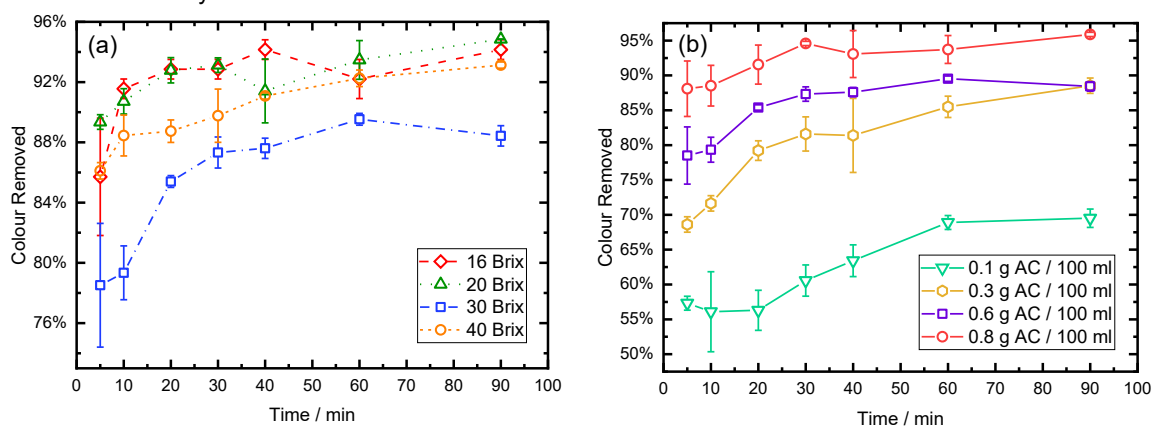 (a)
96%
92%
88%
84%
80%
76%
Colour Removed
0 10 20 30 40 50 60 70 80 90 100
Time / min
16 Brix
20 Brix
30 Brix
40 Brix
(b)
95%
90%
85%
80%
75%
70%
65%
60%
55%
50%
Colour Removed
0 10 20 30 40 50 60 70 80 90 100
Time / min
0.1 g AC / 100 ml
0.3 g AC / 100 ml
0.6 g AC / 100 ml
0.8 g AC / 100 ml